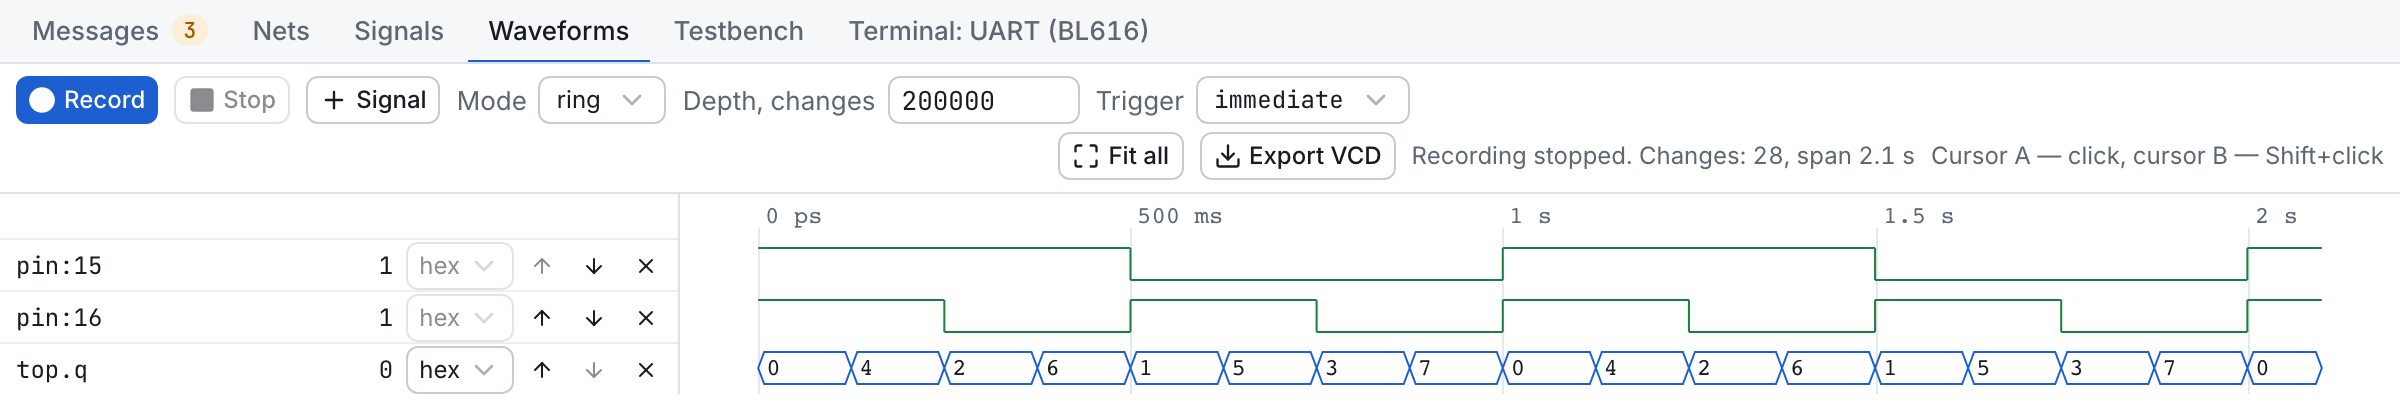 Messages 3 Nets Signals Waveforms Testbench Terminal: UART (BL616)
Record Stop + Signal Mode ring Depth, changes 200000 Trigger immediate
Fit all Export VCD Recording stopped. Changes: 28, span 2.1 s Cursor A — click, cursor B — Shift+click
0 ps 500 ms 1 s 1.5 s 2 s
pin:15 1 hex
pin:16 1 hex
top.q 0 hex 0 4 2 6 1 5 3 7 0 4 2 6 1 5 3 7 0